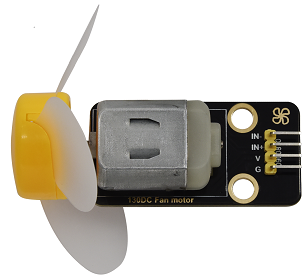 IN-
IN+
V
G
130DC Fan motor